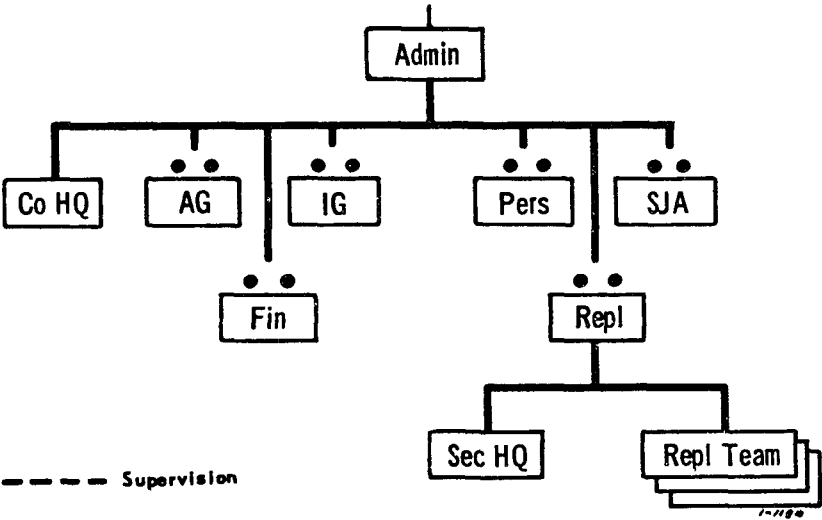 Admin
Co HQ
AG
IG
Pers
SJA
Fin
Repl
Sec HQ
Repl Team
Supervision